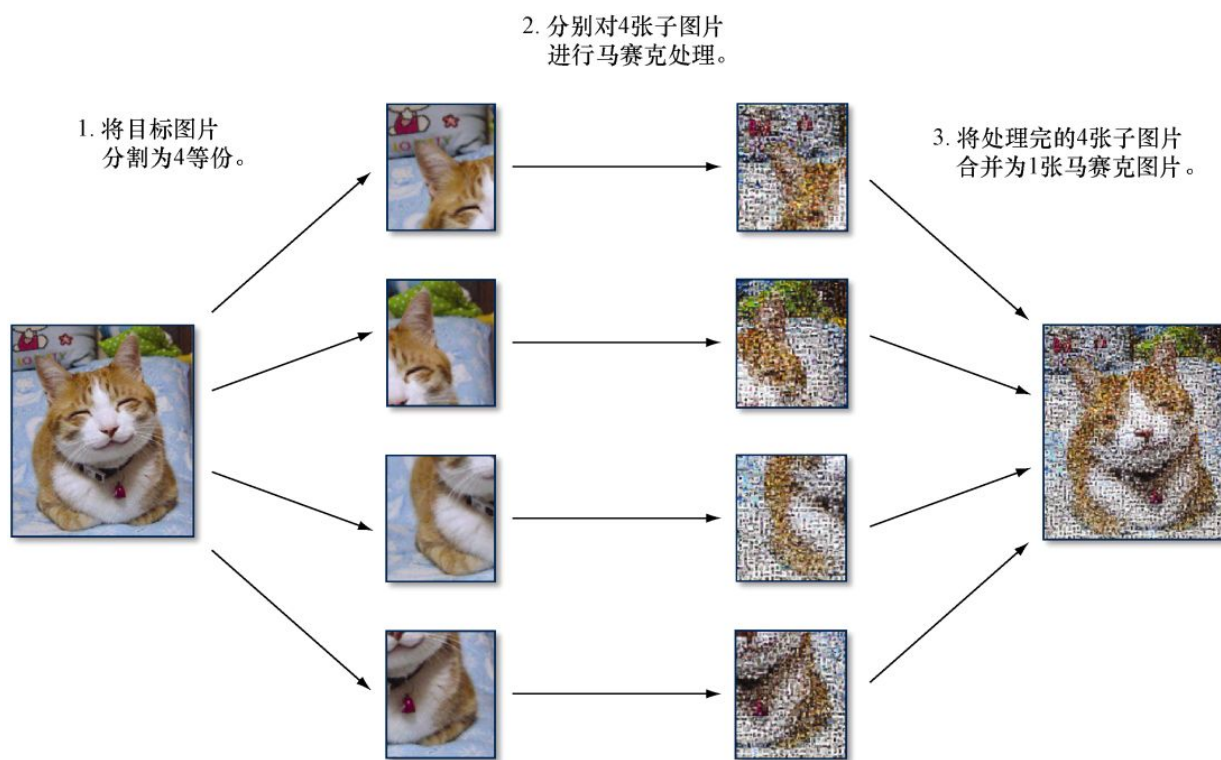 2. 分别对4张子图片
进行马赛克处理。
1. 将目标图片
分割为4等份。
3. 将处理完的4张子图片
合并为1张马赛克图片。